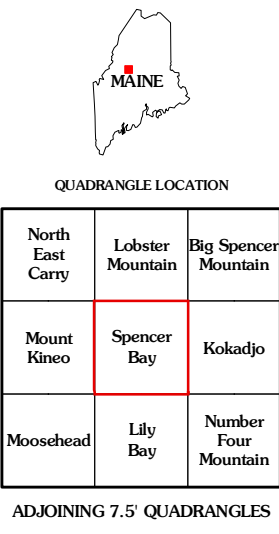 MAINE
QUADRANGLE LOCATION
North
East
Carry
Lobster
Mountain
Big Spencer
Mountain
Mount
Kineo
Spencer
Bay
Kokadjo
Moosehead
Lily
Bay
Number
Four
Mountain
ADJOINING 7.5' QUADRANGLES